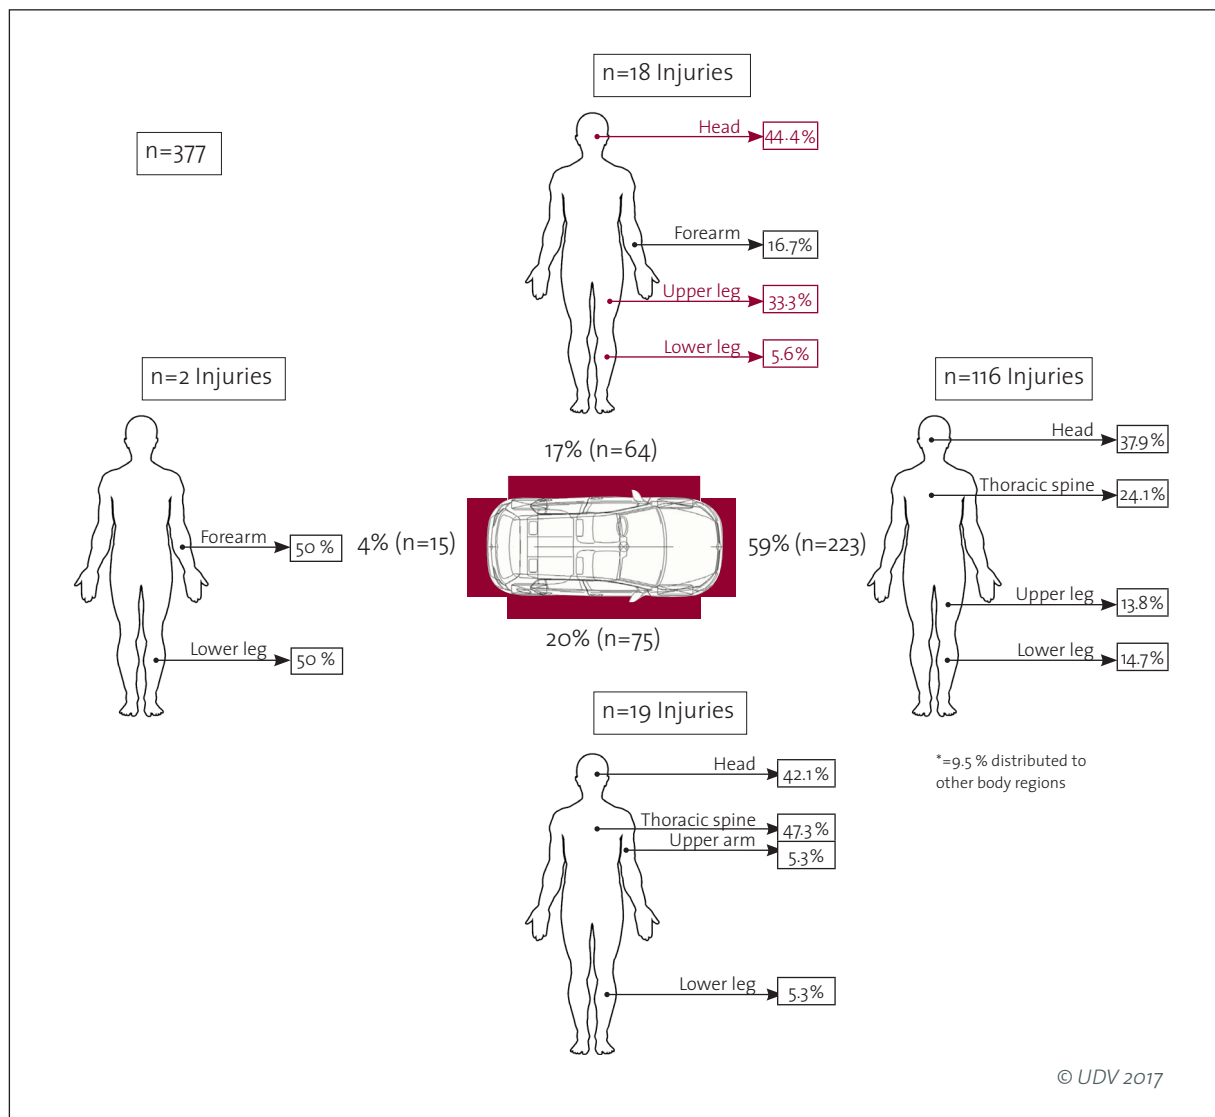 n=18 Injuries
n=377
Head
44.4%
Forearm
16.7%
Upper leg
33.3%
Lower leg
5.6%
n=2 Injuries
Forearm
50 %
Lower leg
50 %
17% (n=64)
4% (n=15)
59% (n=223)
20% (n=75)
n=116 Injuries
Head
37.9%
Thoracic spine
24.1%
Upper leg
13.8%
Lower leg
14.7%
n=19 Injuries
Head
42.1%
Thoracic spine
47.3%
Upper arm
5.3%
Lower leg
5.3%
*=9.5 % distributed to
other body regions
© UDV 2017